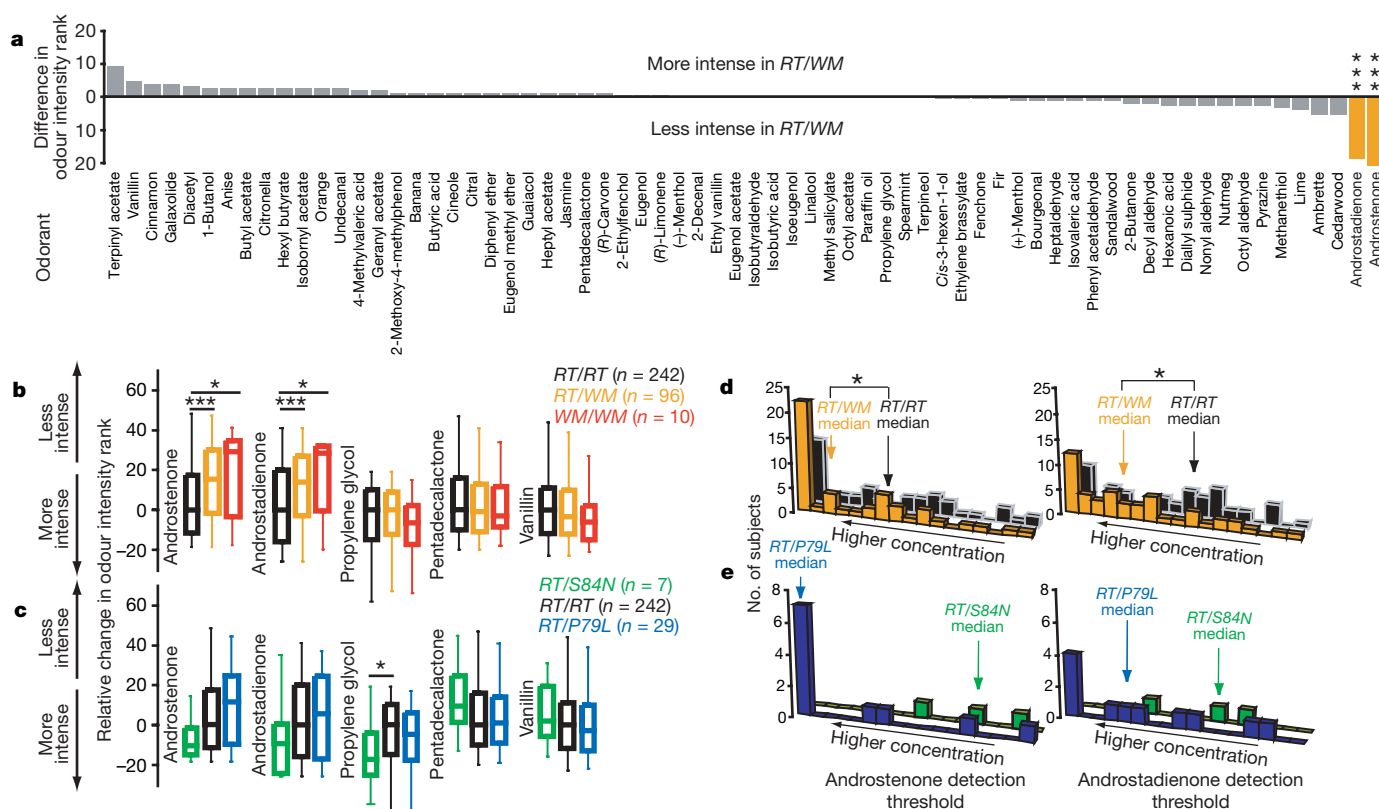 a
Difference in
odour intensity rank
20
10
0
10
20
More intense in RT/WM
Less intense in RT/WM
***
***
Odorant
Terpinyl acetate
Vanillin
Cinnamon
Galaxolide
Diacetyl
1-Butanol
Anise
Butyl acetate
Citronella
Hexyl butyrate
Isobornyl acetate
Orange
Undecanal
4-Methylvaleric acid
Geranyl acetate
2-Methoxy-4-methylphenol
Banana
Butyric acid
Cineole
Citral
Diphenyl ether
Eugenol methyl ether
Guaiacol
Heptyl acetate
Jasmine
Pentadecalactone
(R)-Carvone
2-Ethylfenchol
Eugenol
(R)-Limonene
(–)-Menthol
2-Decenal
Ethyl vanillin
Eugenol acetate
Isobutyraldehyde
Isobutyric acid
Isoeugenol
Linalool
Methyl salicylate
Octyl acetate
Paraffin oil
Propylene glycol
Spearmint
Terpineol
Cis-3-hexen-1-ol
Ethylene brassylate
Fenchone
Fir
(+)-Menthol
Bourgeonal
Heptaldehyde
Isovaleric acid
Phenyl acetaldehyde
Sandalwood
2-Butanone
Decyl aldehyde
Hexanoic acid
Diallyl sulphide
Nonyl aldehyde
Nutmeg
Octyl aldehyde
Pyrazine
Methanethiol
Lime
Ambrette
Cedarwood
Androstadienone
Androstenone
b
Less
intense
More
intense
Relative change in odour intensity rank
60
40
20
0
–20
*
***
*
***
Androstenone
Androstadienone
Propylene glycol
Pentadecalactone
Vanillin
RT/RT (n = 242)
RT/WM (n = 96)
WM/WM (n = 10)
c
Less
intense
More
intense
60
40
20
0
–20
*
Androstenone
Androstadienone
Propylene glycol
Pentadecalactone
Vanillin
RT/S84N (n = 7)
RT/RT (n = 242)
RT/P79L (n = 29)
d
No. of subjects
25
20
15
10
5
0
*
RT/WM
median
RT/RT
median
Higher concentration
25
20
15
10
5
0
*
RT/WM
median
RT/RT
median
Higher concentration
e
RT/P79L
median
8
6
4
2
0
RT/S84N
median
Higher concentration
Androstenone detection
threshold
8
6
4
2
0
RT/P79L
median
RT/S84N
median
Higher concentration
Androstadienone detection
threshold